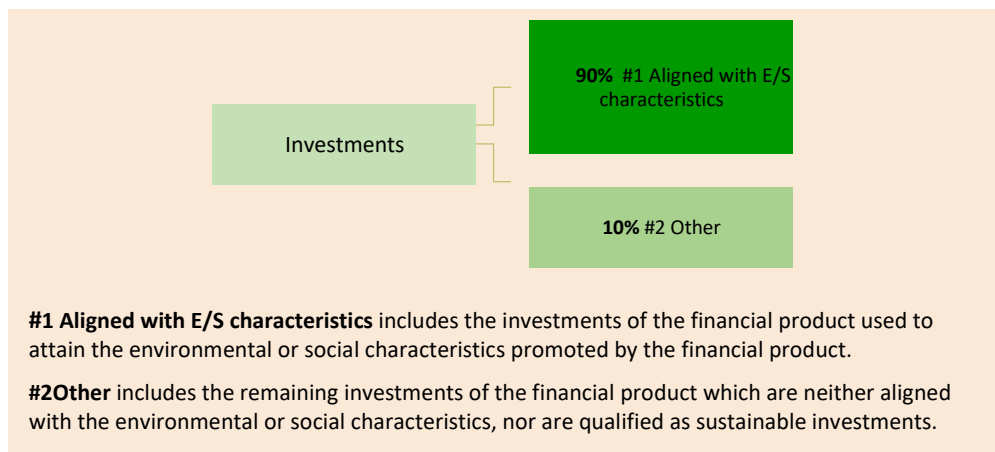 90% #1 Aligned with E/S
characteristics
Investments
10% #2 Other
#1 Aligned with E/S characteristics includes the investments of the financial product used to
attain the environmental or social characteristics promoted by the financial product.
#2Other includes the remaining investments of the financial product which are neither aligned
with the environmental or social characteristics, nor are qualified as sustainable investments.